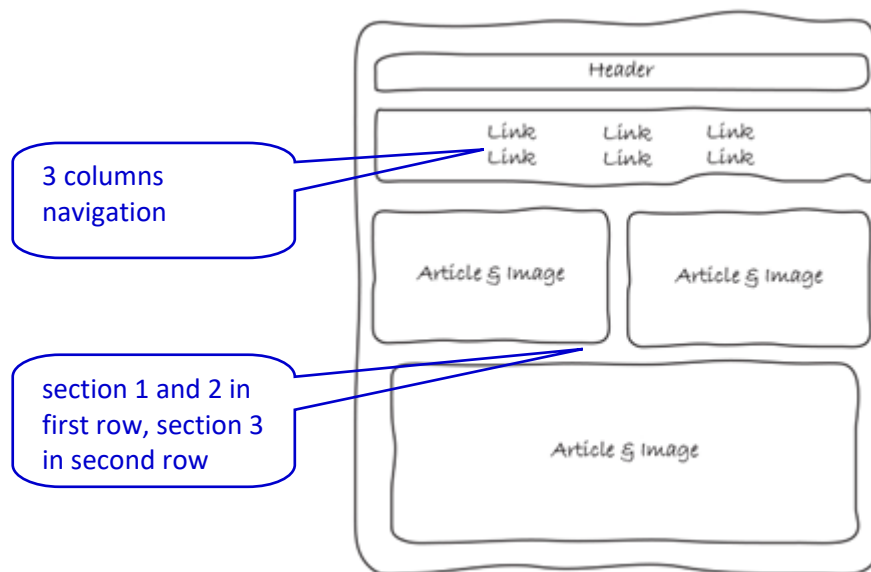 Header
Link Link Link
Link Link Link
3 columns
navigation
Article & Image Article & Image
section 1 and 2 in
first row, section 3
in second row
Article & Image